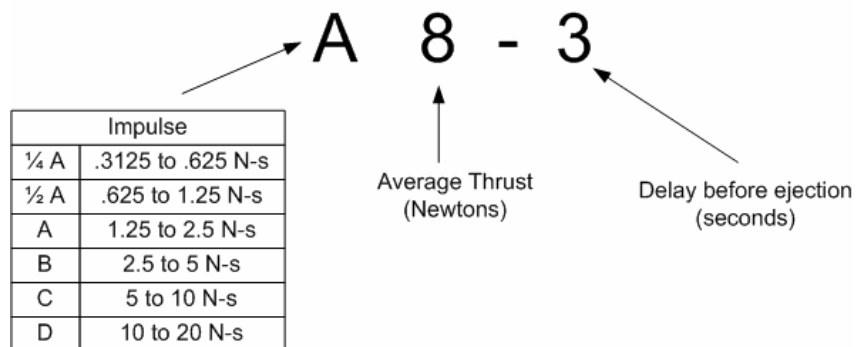 A 8 - 3
Impulse
¼ A .3125 to .625 N-s
½ A .625 to 1.25 N-s
A 1.25 to 2.5 N-s
B 2.5 to 5 N-s
C 5 to 10 N-s
D 10 to 20 N-s
Average Thrust
(Newtons)
Delay before ejection
(seconds)